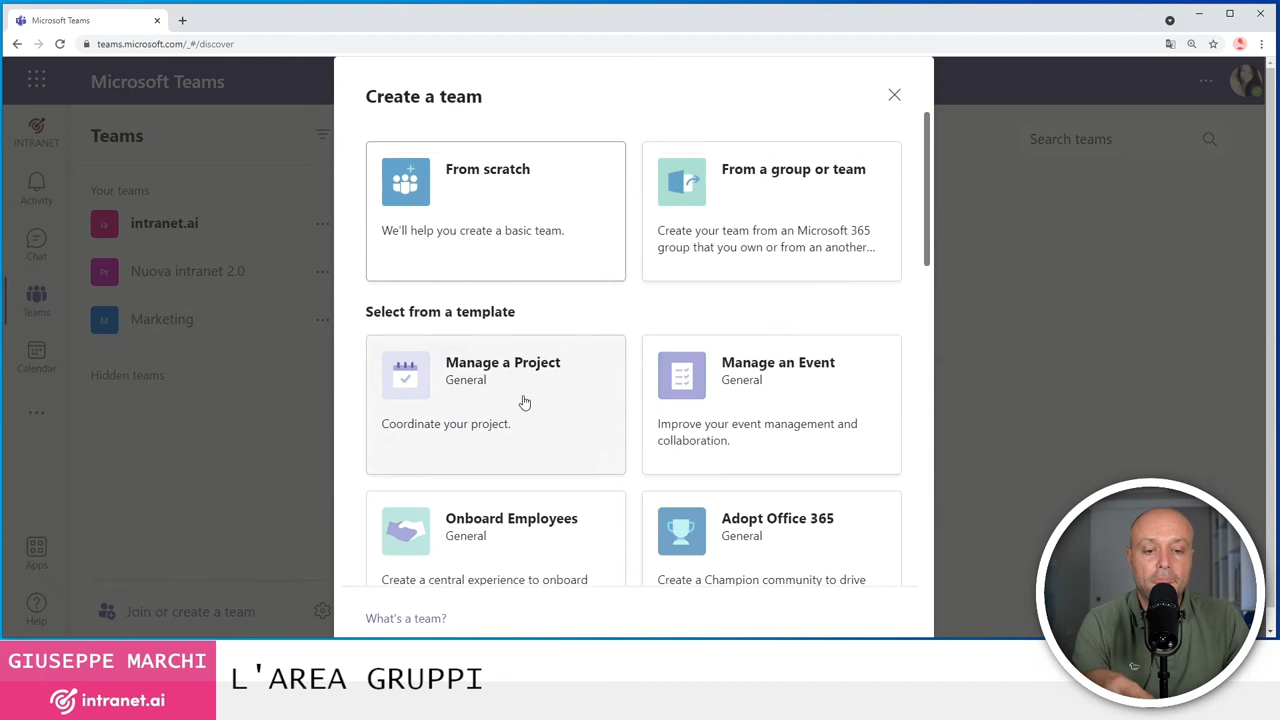 Microsoft Teams
teams.microsoft.com/_#/discover
Microsoft Teams
INTRANET
Activity
Chat
Teams
Calendar
Apps
Help
Teams
Your teams
intranet.ai
Nuova intranet 2.0
Pt
Marketing
M
Hidden teams
Join or create a team
Search teams
Create a team
From scratch
We'll help you create a basic team.
From a group or team
Create your team from an Microsoft 365
group that you own or from an another...
Select from a template
Manage a Project
General
Coordinate your project.
Manage an Event
General
Improve your event management and
collaboration.
Onboard Employees
General
Create a central experience to onboard
Adopt Office 365
General
Create a Champion community to drive
What's a team?
GIUSEPPE MARCHI
intranet.ai
L'AREA GRUPPI